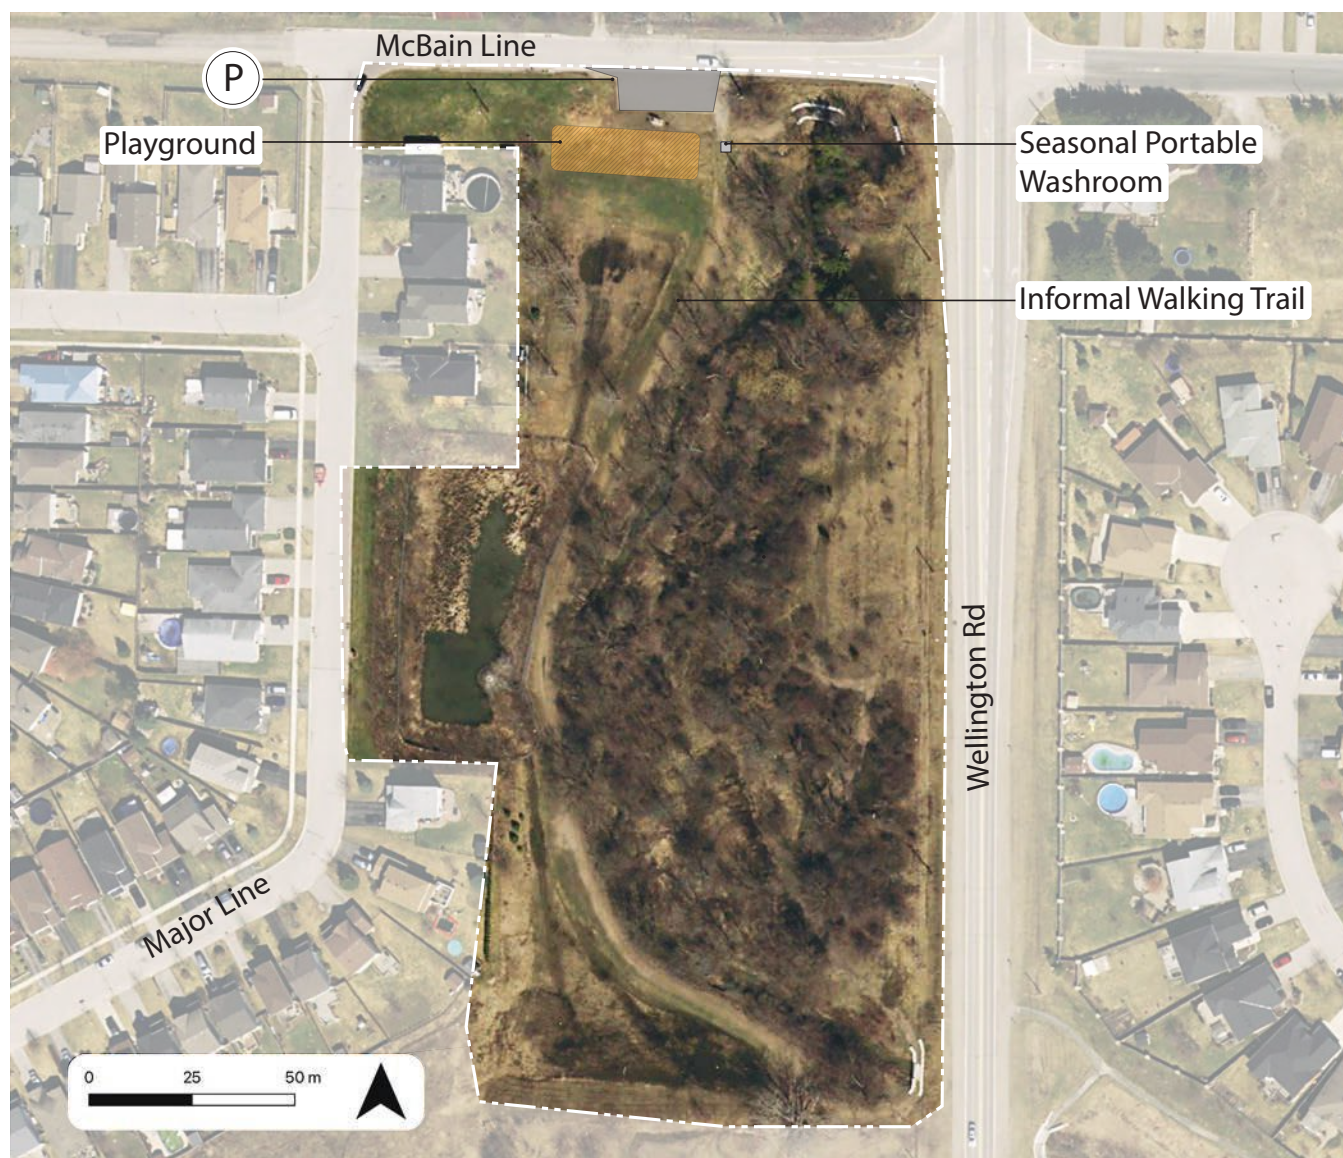 McBain Line
P
Playground
Seasonal Portable
Washroom
Informal Walking Trail
Wellington Rd
Major Line
0 25 50 m